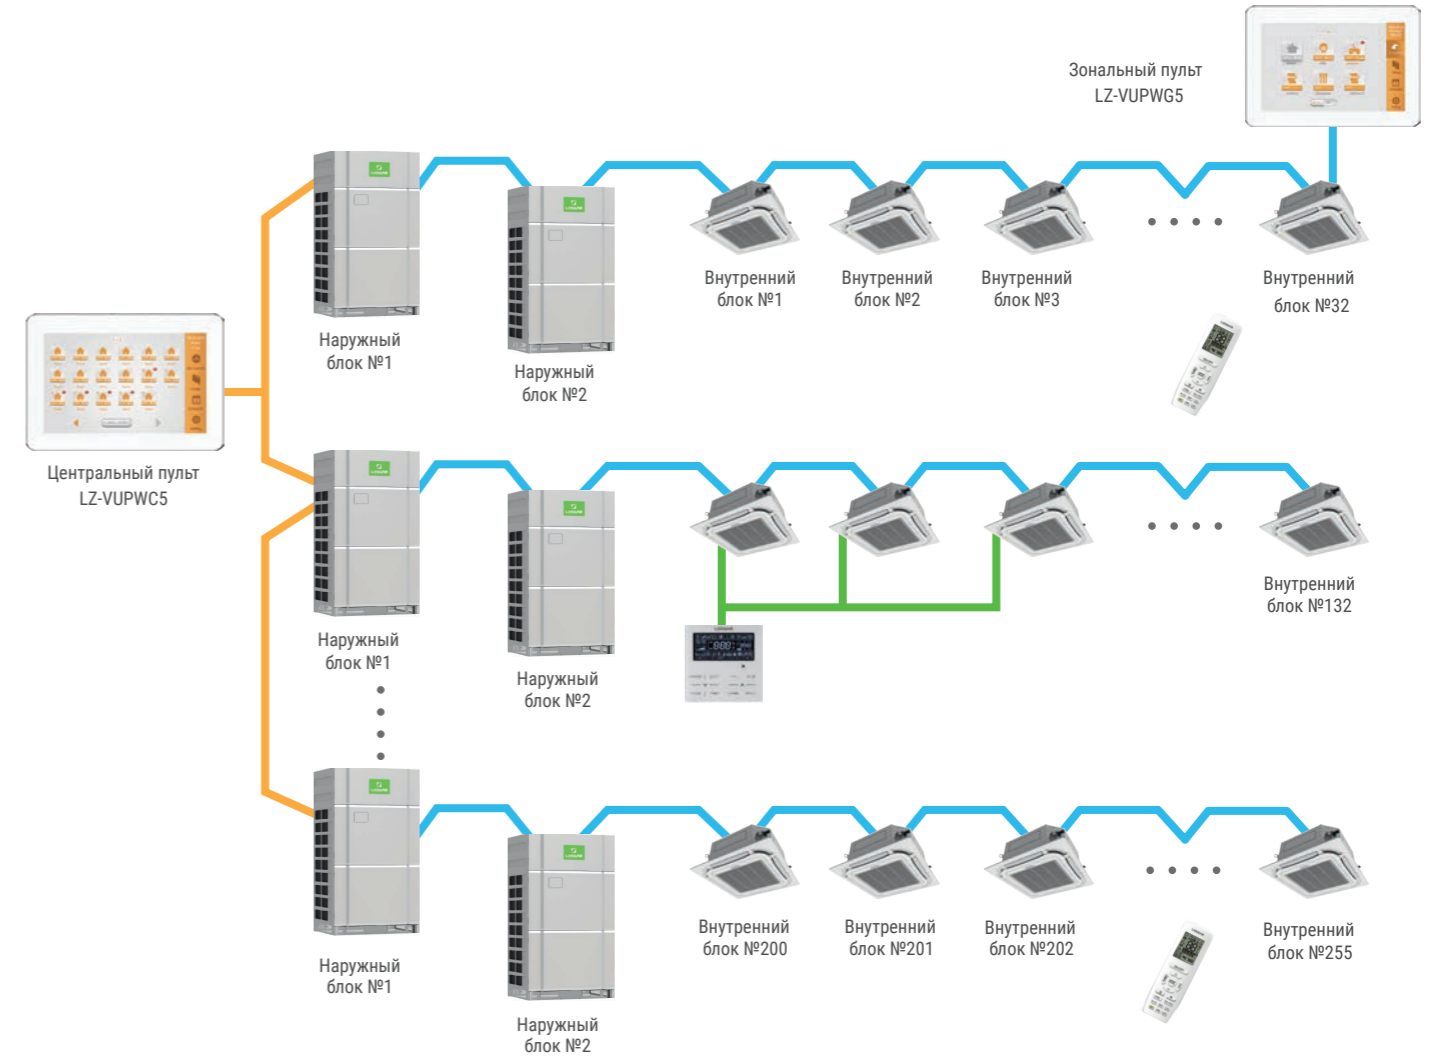 Зональный пульт
LZ-VUPWG5
Внутренний
блок №1
Внутренний
блок №2
Внутренний
блок №3
Внутренний
блок №32
Наружный
блок №1
Наружный
блок №2
Центральный пульт
LZ-VUPWC5
Внутренний
блок №132
Наружный
блок №1
Наружный
блок №2
Внутренний
блок №200
Внутренний
блок №201
Внутренний
блок №202
Внутренний
блок №255
Наружный
блок №1
Наружный
блок №2